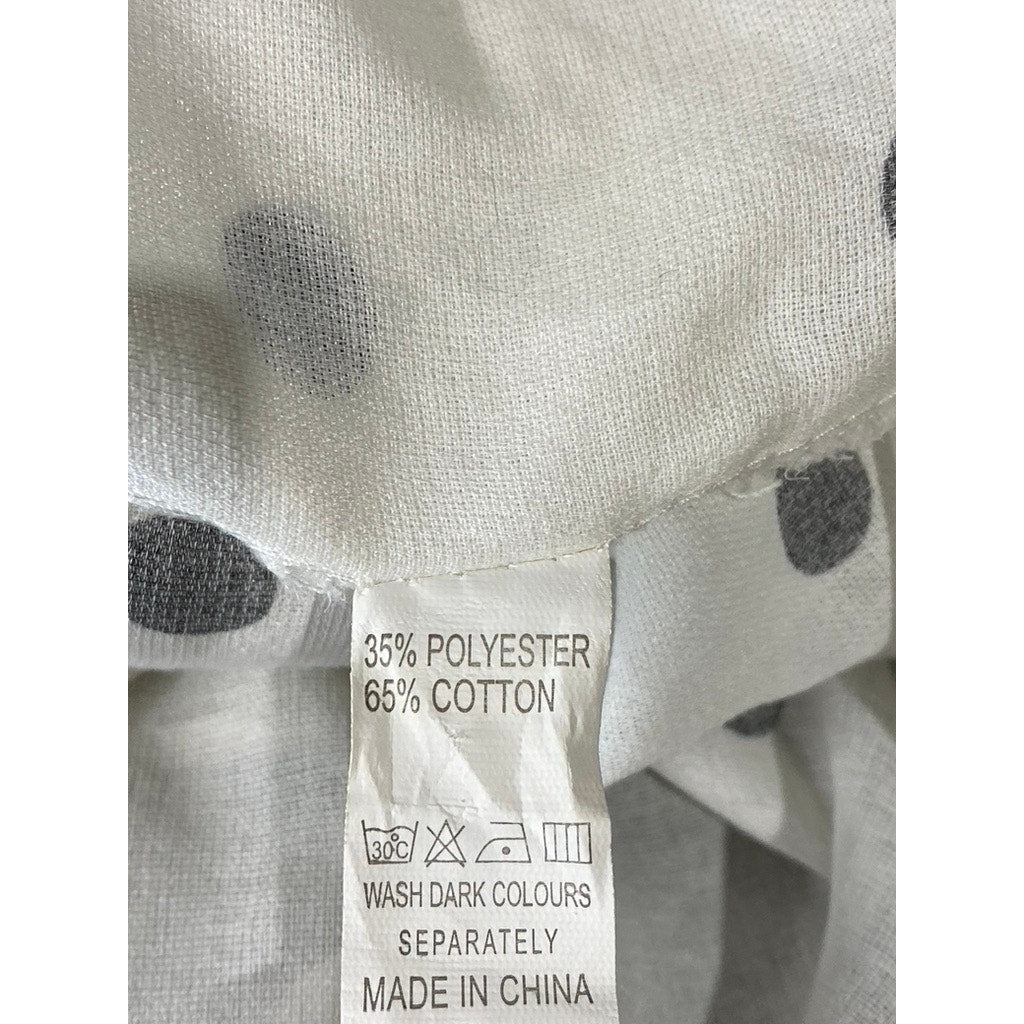 35% POLYESTER
65% COTTON
30°C
WASH DARK COLOURS
SEPARATELY
MADE IN CHINA